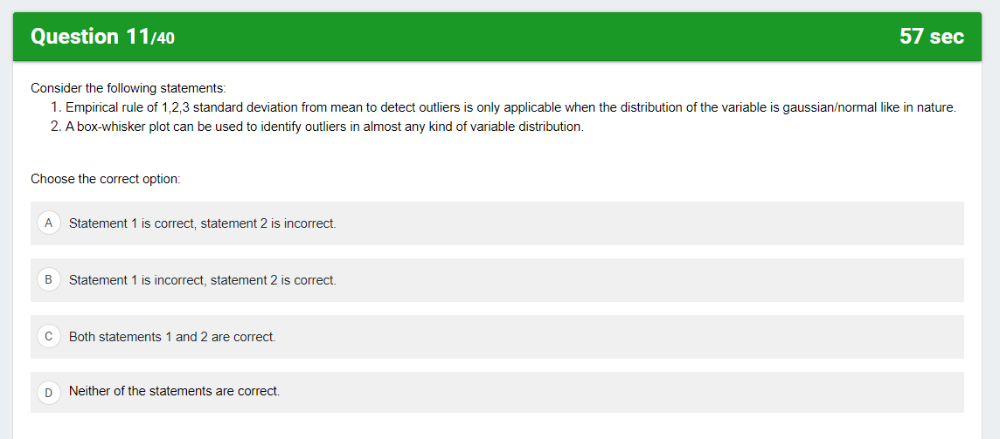 Question 11/40
57 sec
Consider the following statements:
1. Empirical rule of 1,2,3 standard deviation from mean to detect outliers is only applicable when the distribution of the variable is gaussian/normal like in nature.
2. A box-whisker plot can be used to identify outliers in almost any kind of variable distribution.
Choose the correct option:
A Statement 1 is correct, statement 2 is incorrect.
B Statement 1 is incorrect, statement 2 is correct.
C Both statements 1 and 2 are correct.
D Neither of the statements are correct.